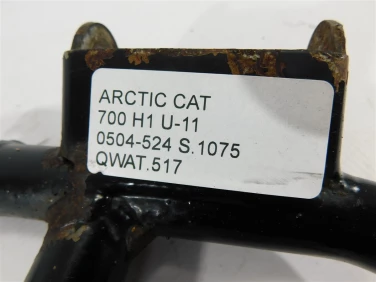 ARCTIC CAT
700 H1 U-11
0504-524 S.1075
QWAT.517